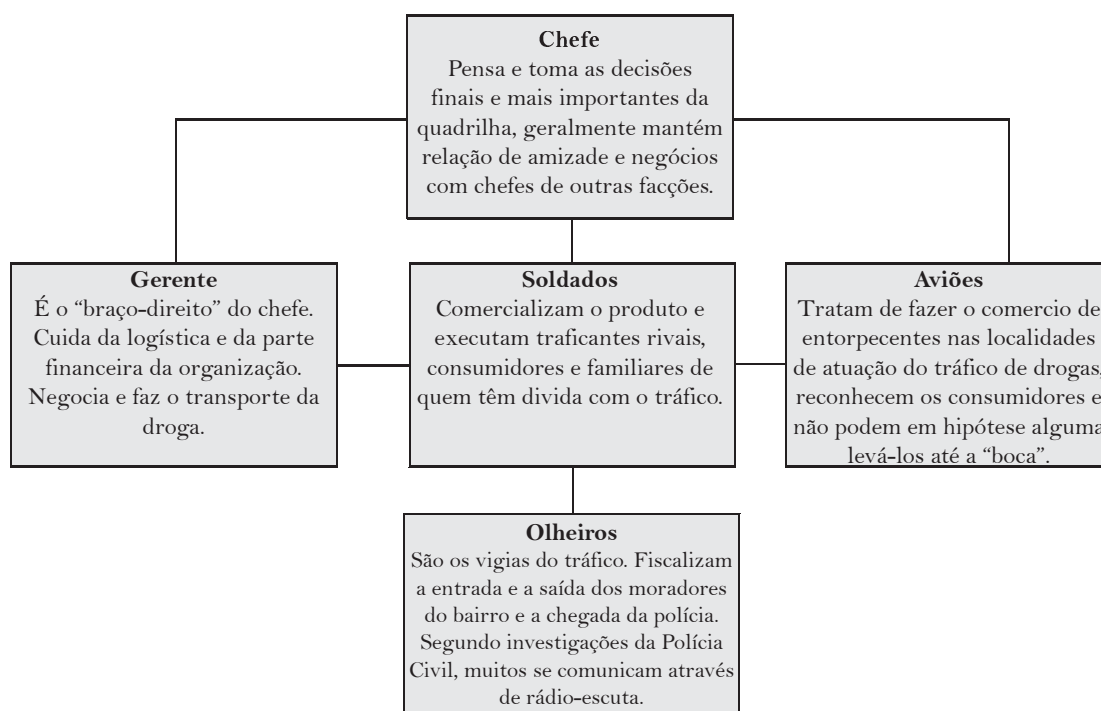 Chefe
Pensa e toma as decisões
finais e mais importantes da
quadrilha, geralmente mantém
relação de amizade e negócios
com chefes de outras facções.
Gerente
É o “braço-direito” do chefe.
Cuida da logística e da parte
financeira da organização.
Negocia e faz o transporte da
droga.
Soldados
Comercializam o produto e
executam traficantes rivais,
consumidores e familiares de
quem têm divida com o tráfico.
Aviões
Tratam de fazer o comercio de
entorpecentes nas localidades
de atuação do tráfico de drogas,
reconhecem os consumidores e
não podem em hipótese alguma
levá-los até a “boca”.
Olheiros
São os vigias do tráfico. Fiscalizam
a entrada e a saída dos moradores
do bairro e a chegada da polícia.
Segundo investigações da Polícia
Civil, muitos se comunicam através
de rádio-escuta.